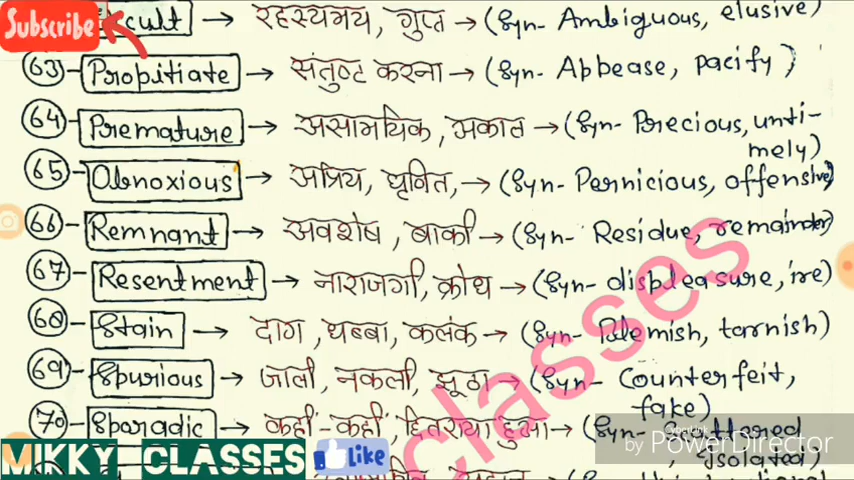 Subscribe cult → रहस्यमय, गुप्त → (Syn- Ambiguous, elusive)
63- Propitiate → संतुष्ट करना → (Syn- Appease, pacify)
64- Premature → असामयिक, अकाल → (Syn- Precious, unti-
mely)
65- Obnoxious → अप्रिय, घृणित, → (Syn- Pernicious, offensive)
66- Remnant → अवशेष, बाकी → (Syn- Residue, remainder)
67- Resentment → नाराजगी, क्रोध → (Syn- displeasure, ire)
68- Stain → दाग, धब्बा, कलंक → (Syn- Blemish, tarnish)
69- Spurious → जाली, नकली, झूठा → (Syn- Counterfeit,
fake)
70- Sporadic → कहीं-कहीं, छितराया हुआ → (Syn- scattered
, Isolated)
classes
CyberLink
by PowerDirector
MIKKY CLASSES Like